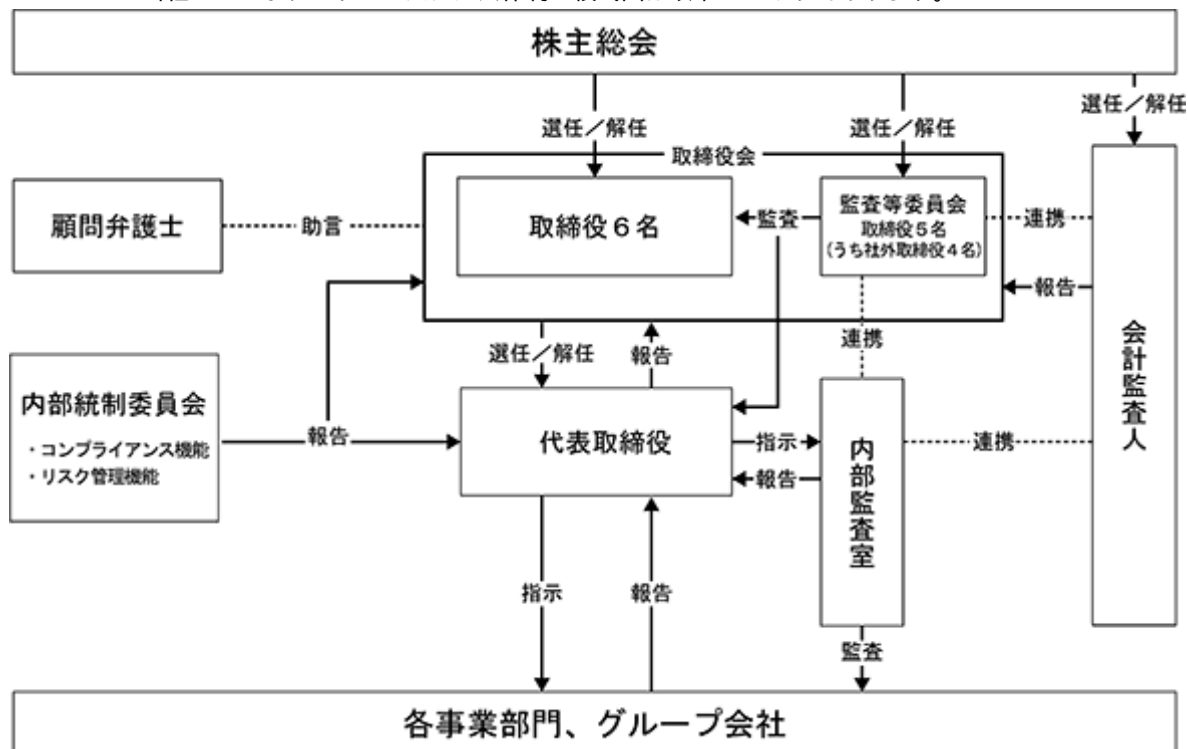 株主総会
選任／解任
選任／解任
選任／解任
取締役会
顧問弁護士
助言
取締役６名
監査
監査等委員会
取締役５名
(うち社外取締役４名)
連携
報告
会計監査人
選任／解任
報告
連携
内部統制委員会
・コンプライアンス機能
・リスク管理機能
報告
代表取締役
指示
報告
内部監査室
連携
指示
報告
監査
各事業部門、グループ会社